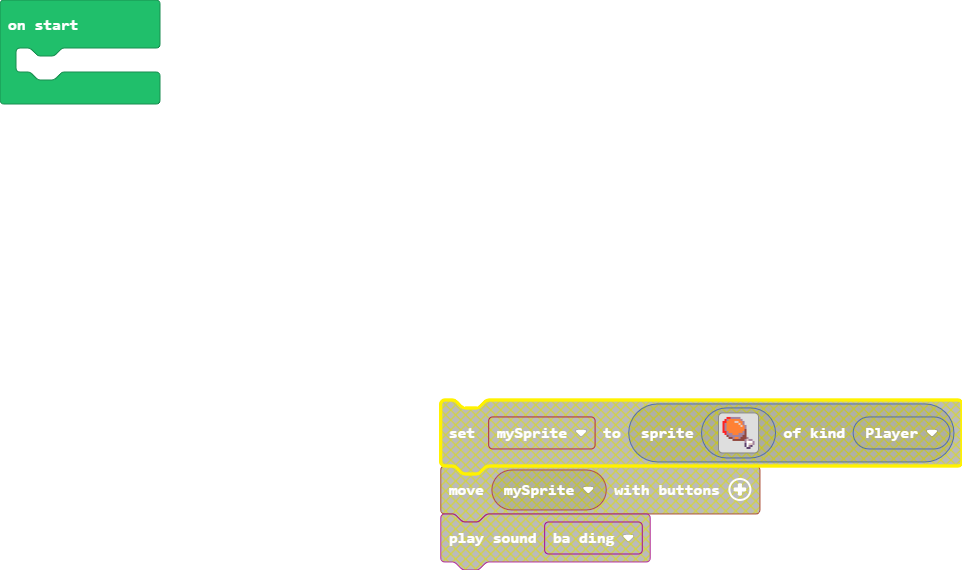 on start
set mySprite to sprite of kind Player
move mySprite with buttons
play sound ba ding